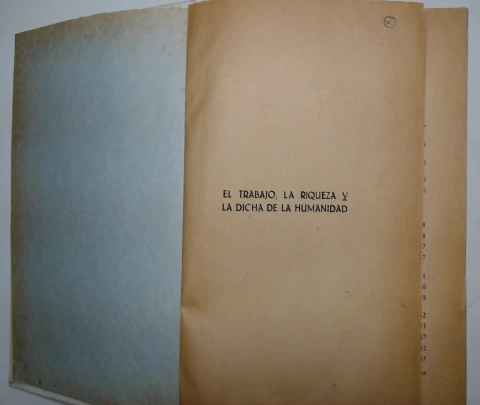 EL TRABAJO, LA RIQUEZA Y
LA DICHA DE LA HUMANIDAD